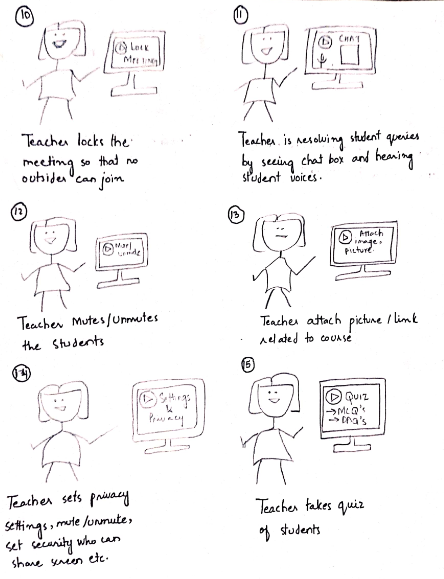 10
Lock
Meeting
Teacher locks the
meeting so that no
outsider can join
11
CHAT
Teacher is resolving student queries
by seeing chat box and hearing
student voices.
12
Mute/
unmute
Teacher Mutes/Unmutes
the students
13
Attach
image,
picture
Teacher attach picture/link
related to course
14
Settings
&
Privacy
Teacher sets privacy
settings, mute/unmute,
set security who can
share screen etc.
15
Quiz
→MCQ's
Teacher takes quiz
of students